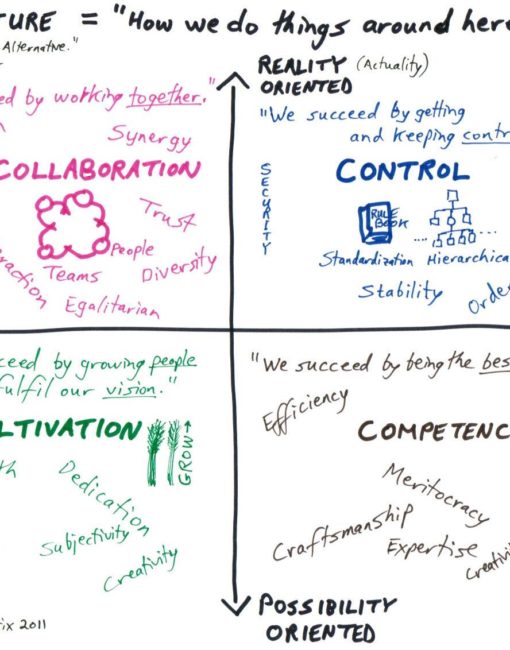 TURE = "How we do things around here
Alternative."
REALITY (Actuality)
ORIENTED
ed by working together."
Synergy
COLLABORATION
Trust
People
Teams
Diversity
raction
Egalitarian
"We succeed by getting
and keeping contr
SECURITY
CONTROL
RULE
BOOK
Standardization Hierarchica
Stability
Order
ceed by growing people
fulfil our vision."
LTIVATION
GROW
th
Dedication
Subjectivity
Creativity
"We succeed by being the bes
Efficiency
COMPETENC
Meritocracy
Craftsmanship
Expertise
Creativi
ix 2011
POSSIBILITY
ORIENTED